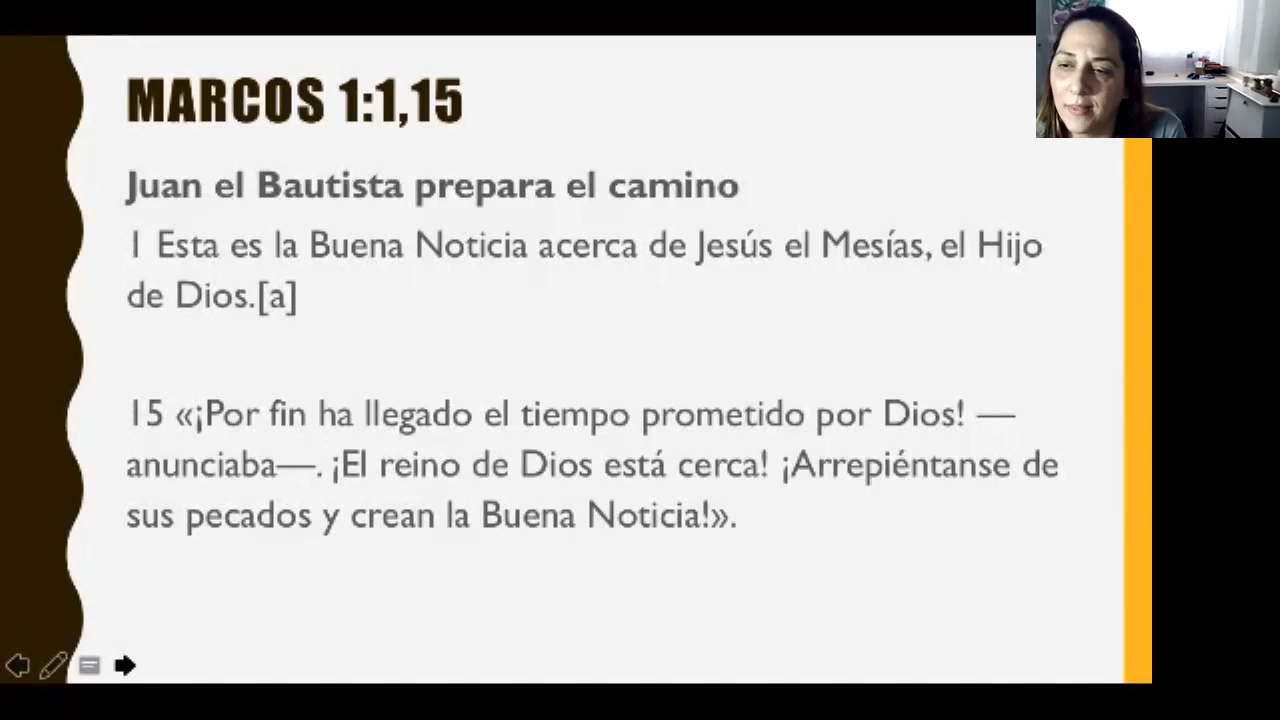 MARCOS 1:1,15
Juan el Bautista prepara el camino
1 Esta es la Buena Noticia acerca de Jesús el Mesías, el Hijo
de Dios.[a]
15 «¡Por fin ha llegado el tiempo prometido por Dios! —
anunciaba—. ¡El reino de Dios está cerca! ¡Arrepiéntanse de
sus pecados y crean la Buena Noticia!».